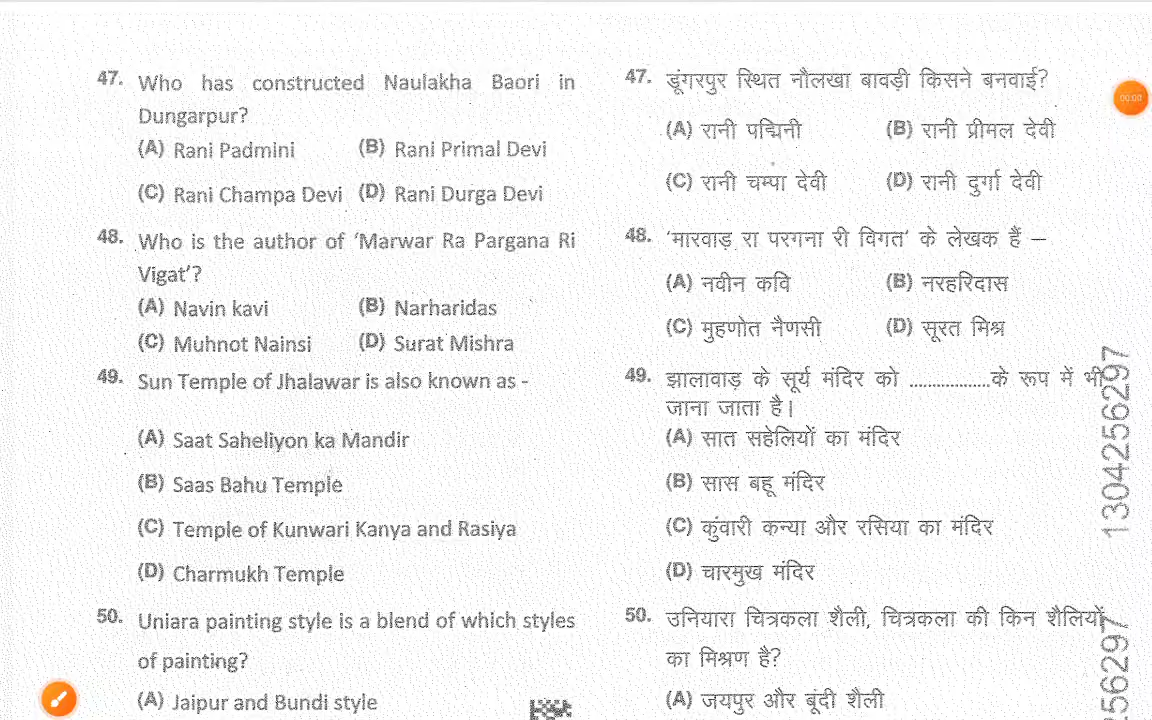 47. Who has constructed Naulakha Baori in
Dungarpur?
(A) Rani Padmini (B) Rani Primal Devi
(C) Rani Champa Devi (D) Rani Durga Devi
48. Who is the author of ‘Marwar Ra Pargana Ri
Vigat’?
(A) Navin kavi (B) Narharidas
(C) Muhnot Nainsi (D) Surat Mishra
49. Sun Temple of Jhalawar is also known as -
(A) Saat Saheliyon ka Mandir
(B) Saas Bahu Temple
(C) Temple of Kunwari Kanya and Rasiya
(D) Charmukh Temple
50. Uniara painting style is a blend of which styles
of painting?
(A) Jaipur and Bundi style
47. डूंगरपुर स्थित नौलखा बावड़ी किसने बनवाई?
(A) रानी पद्मिनी (B) रानी प्रीमल देवी
(C) रानी चम्पा देवी (D) रानी दुर्गा देवी
48. ‘मारवाड़ रा परगना री विगत’ के लेखक हैं –
(A) नवीन कवि (B) नरहरिदास
(C) मुहणोत नैणसी (D) सूरत मिश्र
49. झालावाड़ के सूर्य मंदिर को ..................के रूप में भी
जाना जाता है।
(A) सात सहेलियों का मंदिर
(B) सास बहू मंदिर
(C) कुंवारी कन्या और रसिया का मंदिर
(D) चारमुख मंदिर
50. उनियारा चित्रकला शैली, चित्रकला की किन शैलियों
का मिश्रण है?
(A) जयपुर और बूंदी शैली
00:00
1304256297
56297